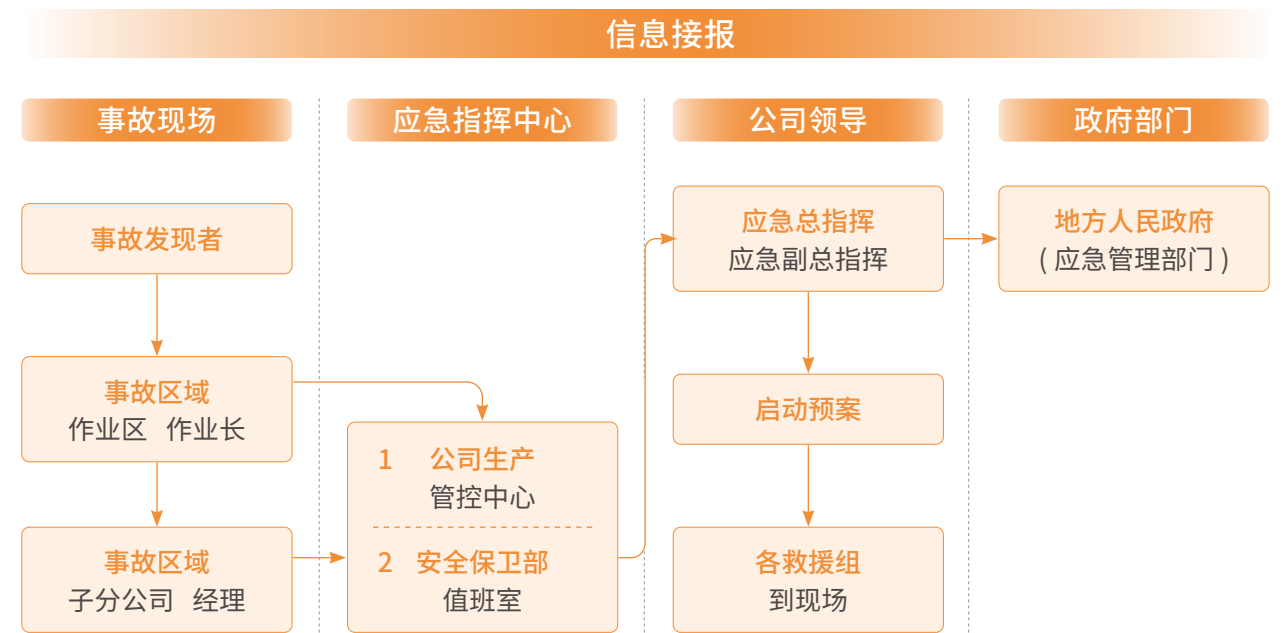 信息接报
事故现场
应急指挥中心
公司领导
政府部门
事故发现者
事故区域
作业区 作业长
事故区域
子分公司 经理
1 公司生产
管控中心
2 安全保卫部
值班室
应急总指挥
应急副总指挥
启动预案
各救援组
到现场
地方人民政府
(应急管理部门)